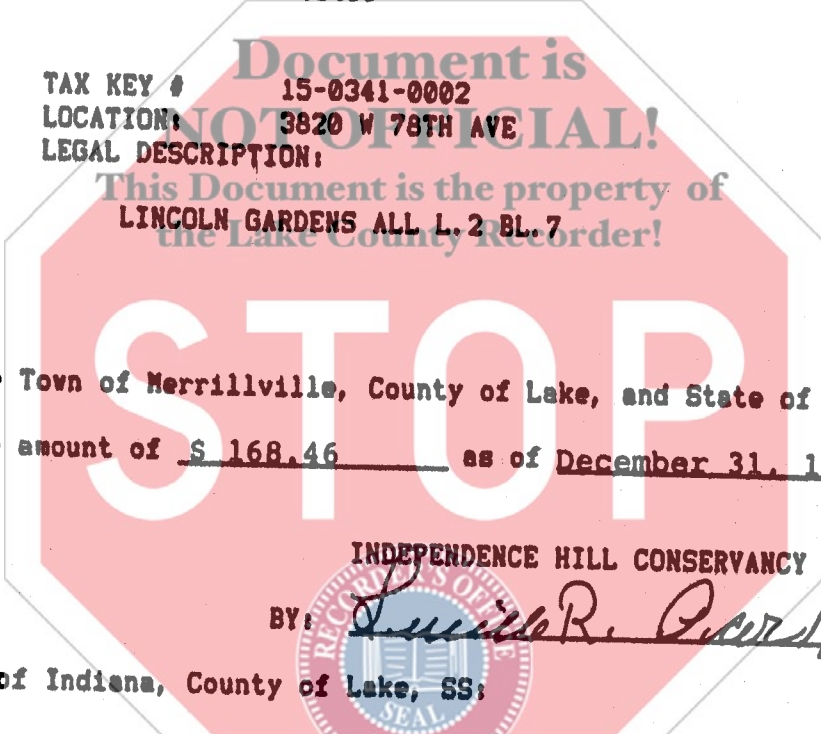 Document is
TAX KEY # 15-0341-0002
LOCATION: 3820 W 78TH AVE
NOT OFFICIAL!
LEGAL DESCRIPTION:
This Document is the property of
LINCOLN GARDENS ALL L. 2 BL. 7
the Lake County Recorder!
STOP
Town of Merrillville, County of Lake, and State of
amount of $ 168.46 as of December 31, 1
INDEPENDENCE HILL CONSERVANCY
BY:
RECORDER'S OFFICE
of Indiana, County of Lake, SS:
SEAL